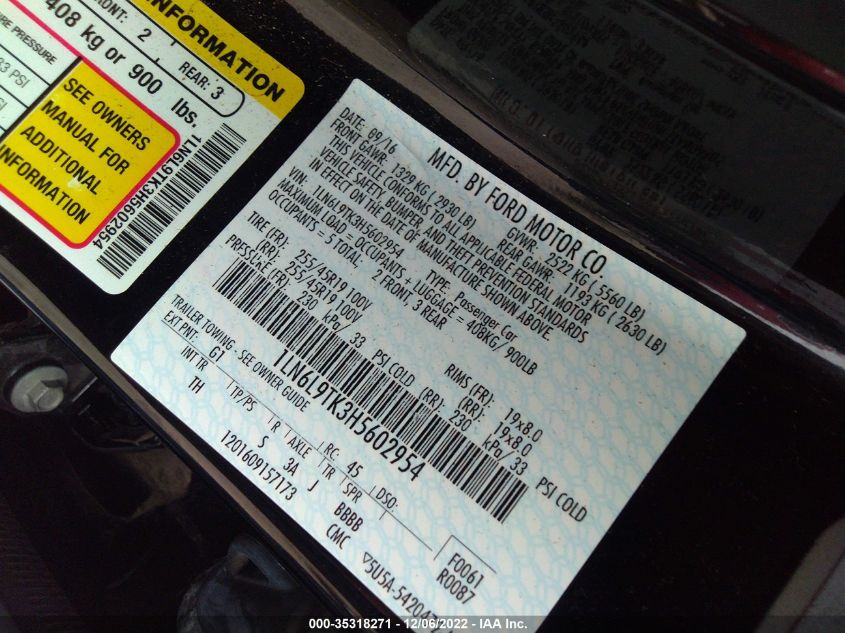 INFORMATION
FRONT: 2,
REAR: 3
408 kg or 900 lbs.
PRESSURE
33 PSI
SEE OWNERS
MANUAL FOR
ADDITIONAL
INFORMATION
1LN6L9TK3H5602954
MFD. BY FORD MOTOR CO.
DATE: 09/16
GVWR: 2522 KG ( 5560 LB)
FRONT GAWR: 1329 KG ( 2930 LB)
REAR GAWR: 1193 KG ( 2630 LB)
THIS VEHICLE CONFORMS TO ALL APPLICABLE FEDERAL MOTOR
VEHICLE SAFETY, BUMPER, AND THEFT PREVENTION STANDARDS
IN EFFECT ON THE DATE OF MANUFACTURE SHOWN ABOVE.
VIN: 1LN6L9TK3H5602954
TYPE: Passenger Car
MAXIMUM LOAD = OCCUPANTS + LUGGAGE = 408KG/ 900LB
OCCUPANTS - 5 TOTAL, 2 FRONT, 3 REAR
TIRE (FR): 255/45R19 100V RIMS (FR): 19x8.0
(RR): 255/45R19 100V (RR): 19x8.0
PRESSURE (FR): 230 kPa/ 33 PSI COLD (RR): 230 kPa/ 33 PSI COLD
1LN6L9TK3H5602954
TRAILER TOWING - SEE OWNER GUIDE
EXT PNT: G1 RC: 45 DSO:
INT TR TP/PS R AXLE TR SPR
TH S 3A J BBBB
F0061
R0087
1201609157173 CMC
000-35318271 - 12/06/2022 - IAA Inc.